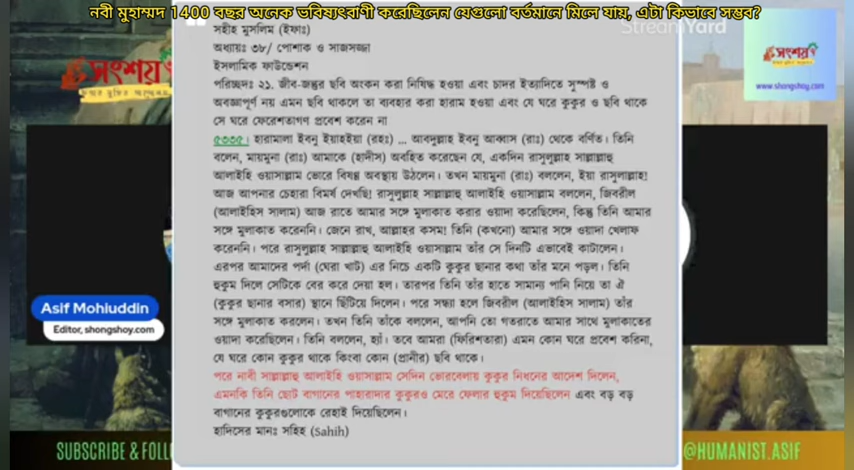 নবী মুহাম্মদ 1400 বছর অনেক ভবিষ্যৎবাণী করেছিলেন যেগুলো বর্তমানে মিলে যায়, এটা কিভাবে সম্ভব?
সহীহ মুসলিম (ইফাঃ)
StreamYard
অধ্যায়ঃ ৩৮/ পোশাক ও সাজসজ্জা
ইসলামিক ফাউন্ডেশন
পরিচ্ছদঃ ২১. জীব-জন্তুর ছবি অংকন করা নিষিদ্ধ হওয়া এবং চাদর ইত্যাদিতে সুস্পষ্ট ও
অবজ্ঞাপূর্ণ নয় এমন ছবি থাকলে তা ব্যবহার করা হারাম হওয়া এবং যে ঘরে কুকুর ও ছবি থাকে
সে ঘরে ফেরেশতাগণ প্রবেশ করেন না
৫৩৩৫। হারামালা ইবনু ইয়াহইয়া (রহঃ) ... আবদুল্লাহ ইবনু আব্বাস (রাঃ) থেকে বর্ণিত। তিনি
বলেন, মায়মুনা (রাঃ) আমাকে (হাদীস) অবহিত করেছেন যে, একদিন রাসুলুল্লাহ সাল্লাল্লাহু
আলাইহি ওয়াসাল্লাম ভোরে বিষণ্ণ অবস্থায় উঠলেন। তখন মায়মুনা (রাঃ) বললেন, ইয়া রাসুলাল্লাহ!
আজ আপনার চেহারা বিমর্ষ দেখছি! রাসুলুল্লাহ সাল্লাল্লাহু আলাইহি ওয়াসাল্লাম বললেন, জিবরীল
(আলাইহিস সালাম) আজ রাতে আমার সঙ্গে মুলাকাত করার ওয়াদা করেছিলেন, কিন্তু তিনি আমার
সঙ্গে মুলাকাত করেননি। জেনে রাখ, আল্লাহর কসম! তিনি (কখনো) আমার সঙ্গে ওয়াদা খেলাফ
করেননি। পরে রাসুলুল্লাহ সাল্লাল্লাহু আলাইহি ওয়াসাল্লাম তাঁর সে দিনটি এভাবেই কাটালেন।
এরপর আমাদের পর্দা (ঘেরা খাট) এর নিচে একটি কুকুর ছানার কথা তাঁর মনে পড়ল। তিনি
হুকুম দিলে সেটিকে বের করে দেয়া হল। তারপর তিনি তাঁর হাতে সামান্য পানি নিয়ে তা ঐ
(কুকুর ছানার বসার) স্থানে ছিঁটিয়ে দিলেন। পরে সন্ধ্যা হলে জিবরীল (আলাইহিস সালাম) তাঁর
সঙ্গে মুলাকাত করলেন। তখন তিনি তাঁকে বললেন, আপনি তো গতরাতে আমার সাথে মুলাকাতের
ওয়াদা করেছিলেন। তিনি বললেন, হ্যাঁ। তবে আমরা (ফিরিশতারা) এমন কোন ঘরে প্রবেশ করিনা,
যে ঘরে কোন কুকুর থাকে কিংবা কোন (প্রানীর) ছবি থাকে।
পরে নাবী সাল্লাল্লাহু আলাইহি ওয়াসাল্লাম সেদিন ভোরবেলায় কুকুর নিধনের আদেশ দিলেন,
এমনকি তিনি ছোট বাগানের পাহারাদার কুকুরও মেরে ফেলার হুকুম দিয়েছিলেন এবং বড় বড়
বাগানের কুকুরগুলোকে রেহাই দিয়েছিলেন।
হাদিসের মানঃ সহিহ (Sahih)
সংশয়
সংশয়
www.shongshoy.com
Asif Mohiuddin
Editor, shongshoy.com
SUBSCRIBE & FOLL
@HUMANIST.ASIF